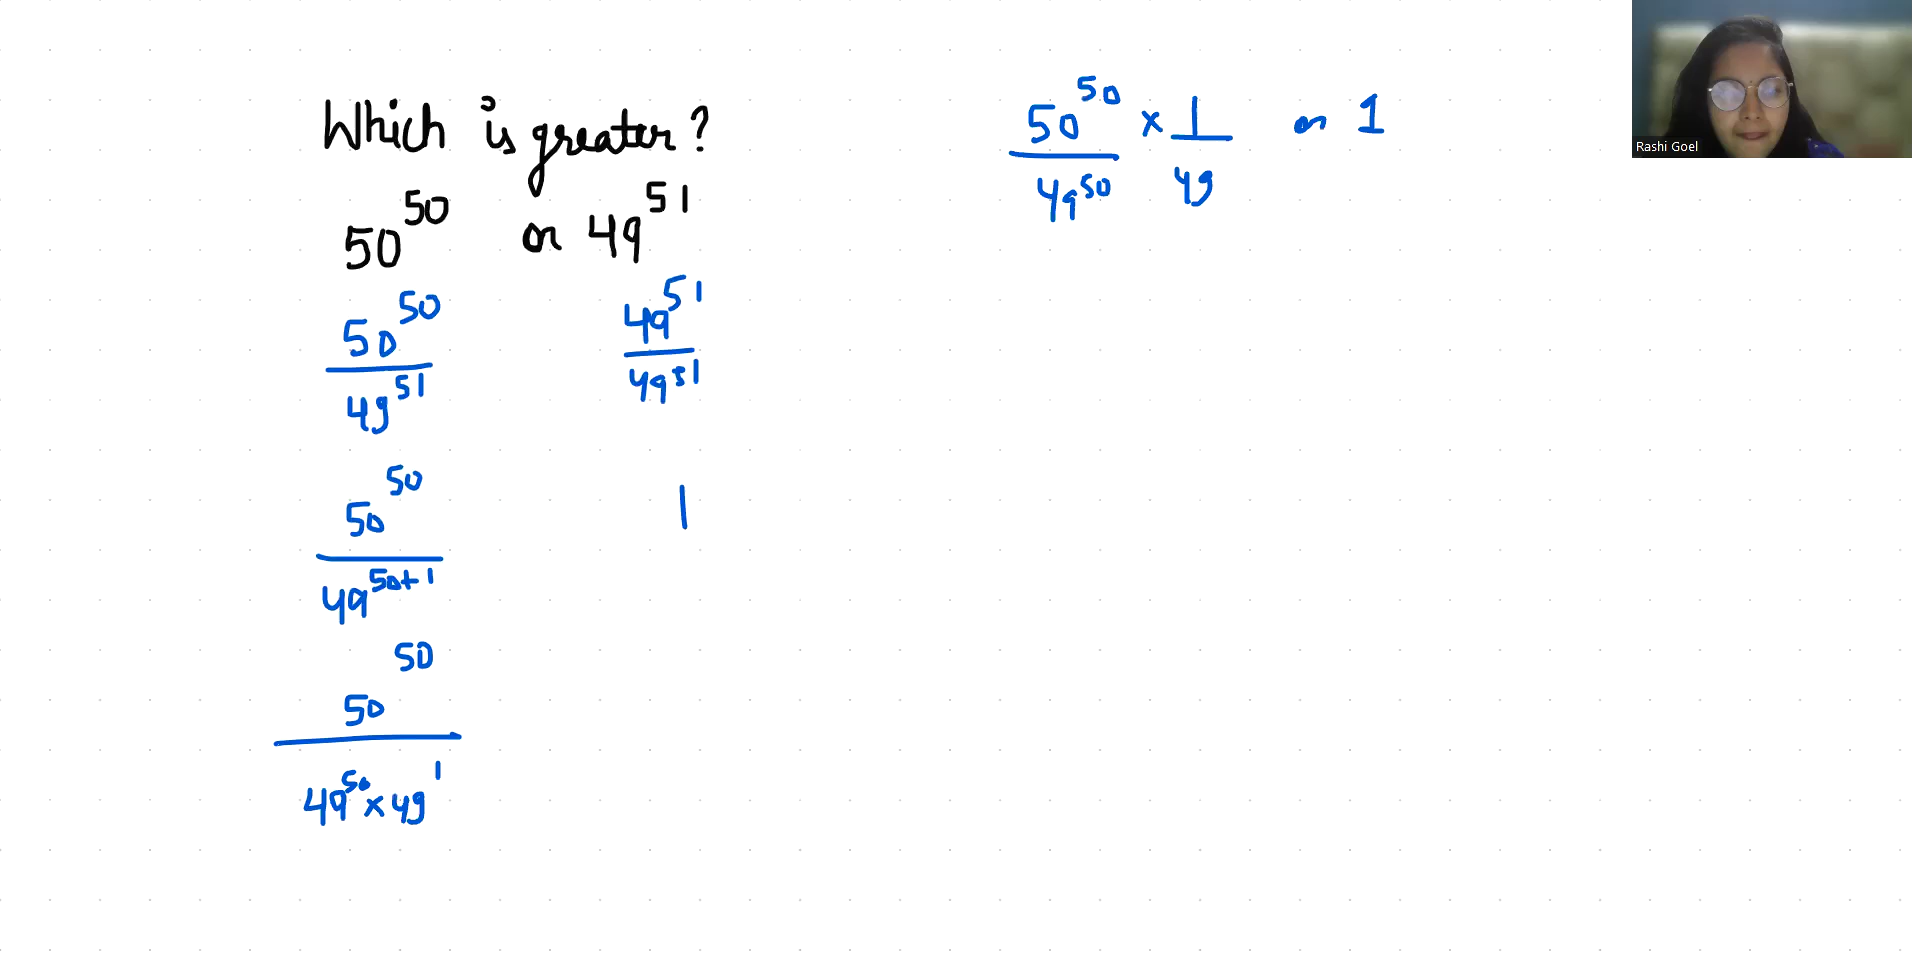 Which is greater?
50^50 or 49^51
50^50/49^51 49^51/49^51
50^50/49^(50+1) 1
50^50/(49^50 × 49^1)
50^50/49^50 × 1/49 or 1
Rashi Goel